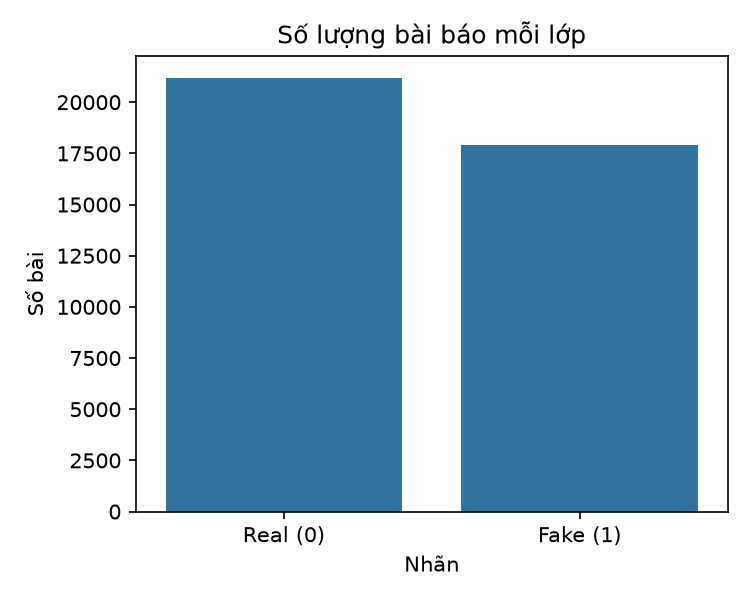 Số lượng bài báo mỗi lớp
Số bài
20000
17500
15000
12500
10000
7500
5000
2500
0
Real (0)
Fake (1)
Nhãn